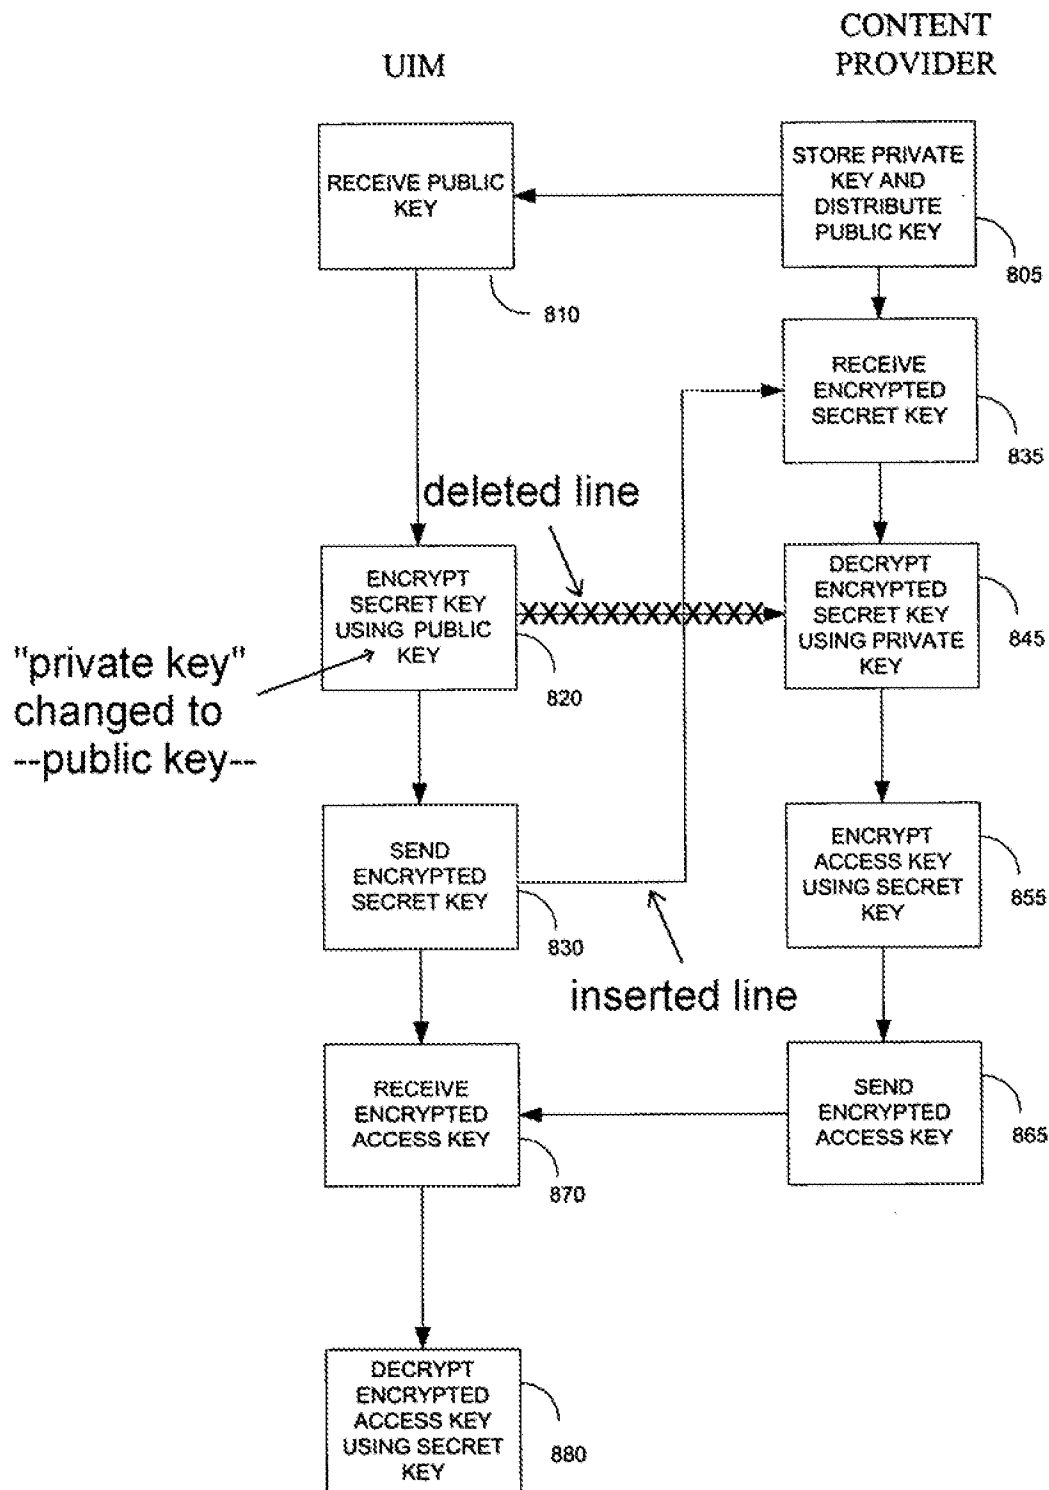 UIM
CONTENT
PROVIDER
RECEIVE PUBLIC
KEY
810
STORE PRIVATE
KEY AND
DISTRIBUTE
PUBLIC KEY
805
RECEIVE
ENCRYPTED
SECRET KEY
835
deleted line
ENCRYPT
SECRET KEY
USING PUBLIC
KEY
820
XXXXXXXXXXXX
DECRYPT
ENCRYPTED
SECRET KEY
USING PRIVATE
KEY
845
"private key"
changed to
--public key--
SEND
ENCRYPTED
SECRET KEY
830
ENCRYPT
ACCESS KEY
USING SECRET
KEY
855
inserted line
RECEIVE
ENCRYPTED
ACCESS KEY
870
SEND
ENCRYPTED
ACCESS KEY
865
DECRYPT
ENCRYPTED
ACCESS KEY
USING SECRET
KEY
880